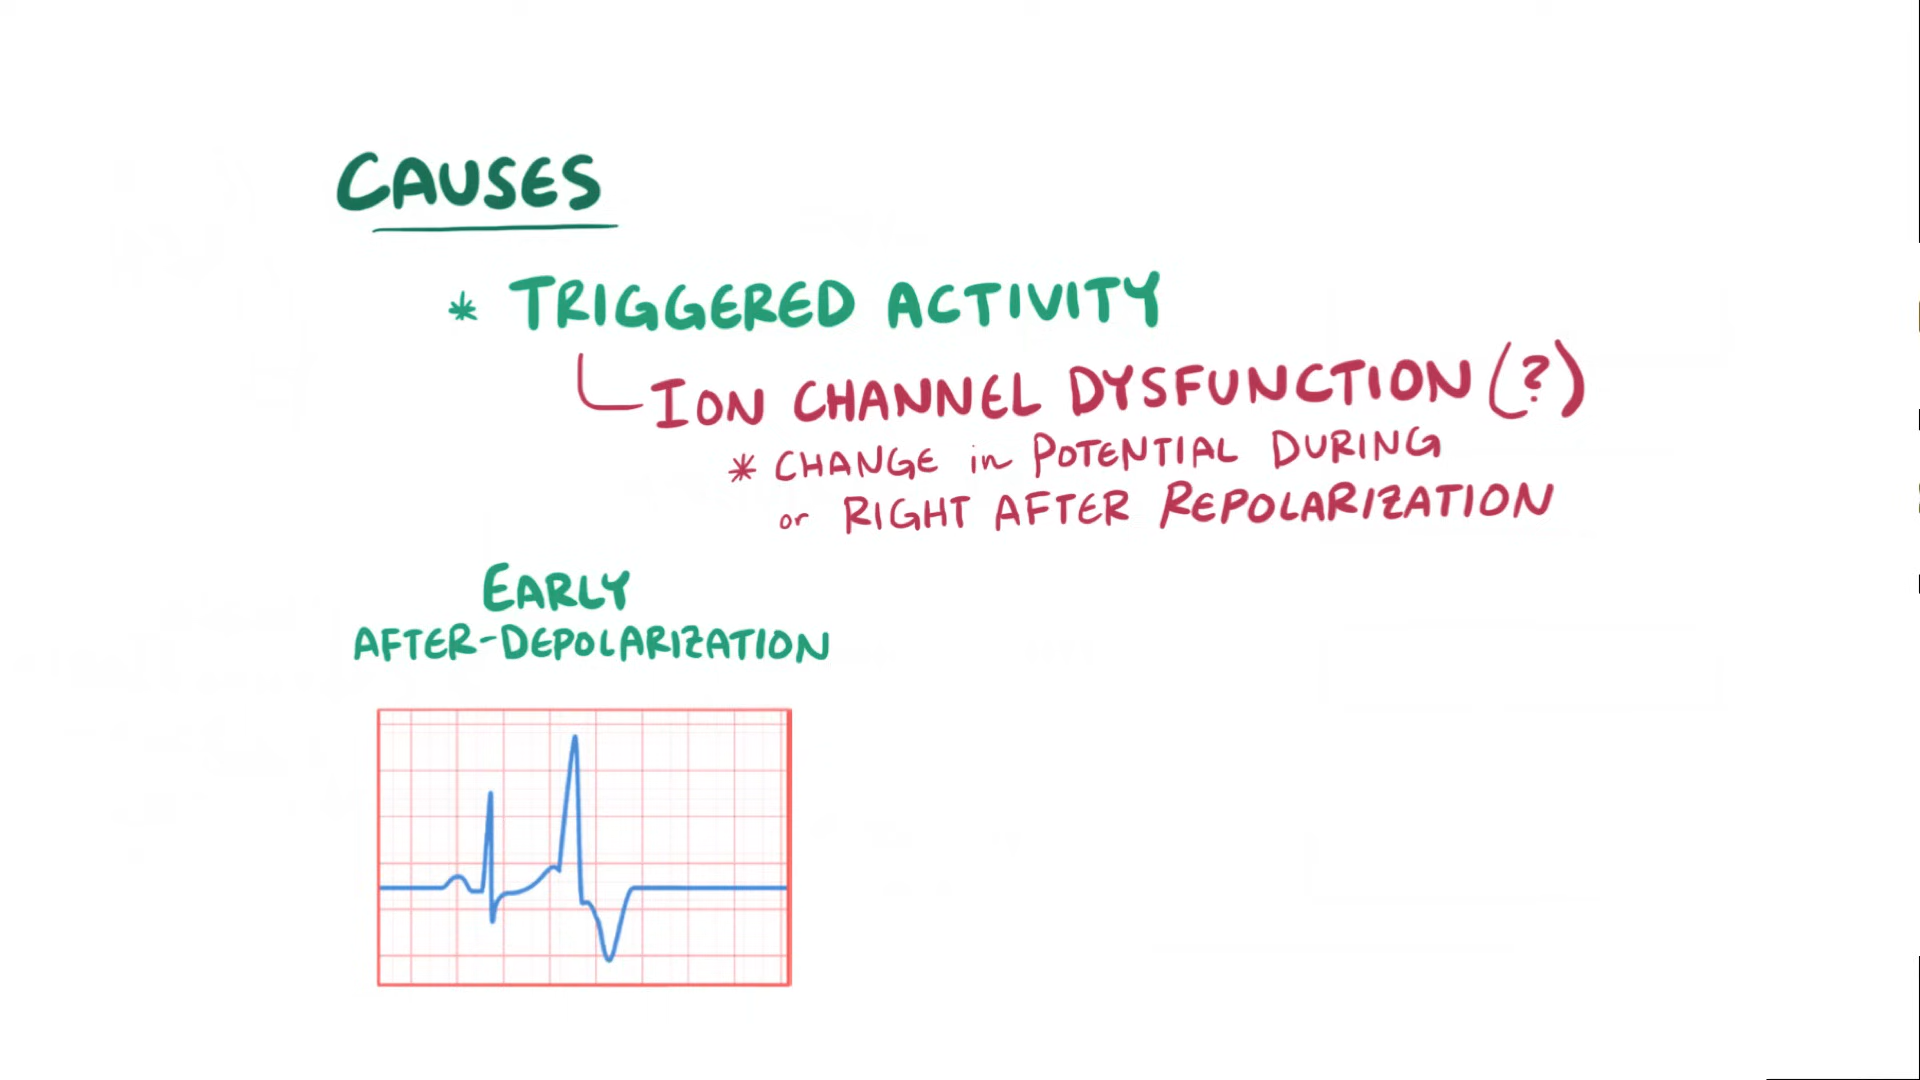 CAUSES
* TRIGGERED ACTIVITY
ION CHANNEL DYSFUNCTION (?)
* CHANGE in POTENTIAL DURING
or RIGHT AFTER REPOLARIZATION
EARLY
AFTER-DEPOLARIZATION